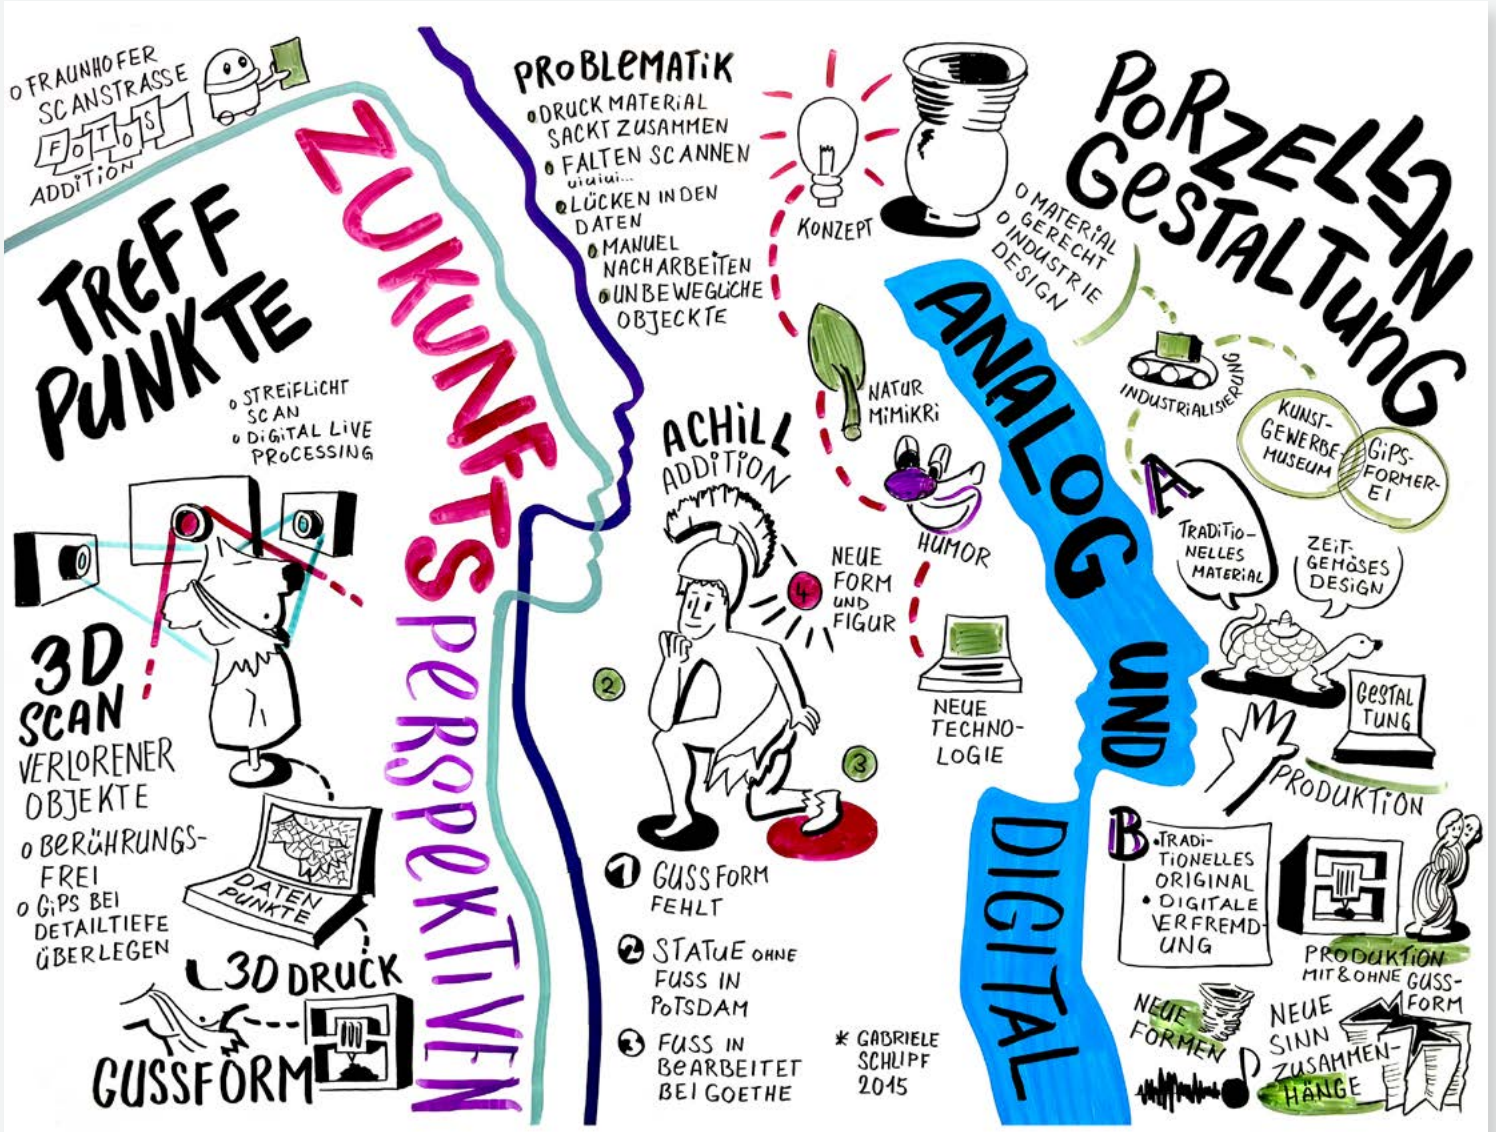 o FRAUNHOFER
SCANSTRASSE
FOTOS
ADDITION
TREFF
PUNKTE
o STREIFLICHT
SCAN
o DIGITAL LIVE
PROCESSING
3D
SCAN
VERLORENER
OBJEKTE
o BERÜHRUNGS-
FREI
o GIPS BEI
DETAILTIEFE
ÜBERLEGEN
DATEN
PUNKTE
3D DRUCK
GUSSFORM
ZUKUNFTS
PERSPEKTIVEN
PROBLEMATIK
o DRUCK MATERIAL
SACKT ZUSAMMEN
o FALTEN SCANNEN
uiuiui...
o LÜCKEN IN DEN
DATEN
o MANUEL
NACHARBEITEN
o UNBEWEGLICHE
OBJECKTE
ACHILL
ADDITION
4
2
3
1 GUSSFORM
FEHLT
2 STATUE OHNE
FUSS IN
POTSDAM
3 FUSS IN
BEARBEITET
BEI GOETHE
* GABRIELE
SCHLIPF
2015
KONZEPT
NATUR
MIMIKRI
HUMOR
NEUE
FORM
UND
FIGUR
NEUE
TECHNO-
LOGIE
ANALOG UND
DIGITAL
PORZELLAN
GESTALTUNG
o MATERIAL
GERECHT
o INDUSTRIE
DESIGN
INDUSTRIALISIERUNG
KUNST-
GEWERBE-
MUSEUM
GIPS-
FORMER-
EI
A
TRADITIO-
NELLES
MATERIAL
ZEIT-
GEMÄSES
DESIGN
GESTAL
TUNG
PRODUKTION
B
• TRADI-
TIONELLES
ORIGINAL
• DIGITALE
VERFREMD-
UNG
PRODUKTION
MIT & OHNE GUSS-
FORM
NEUE
FORMEN
NEUE
SINN
ZUSAMMEN-
HÄNGE